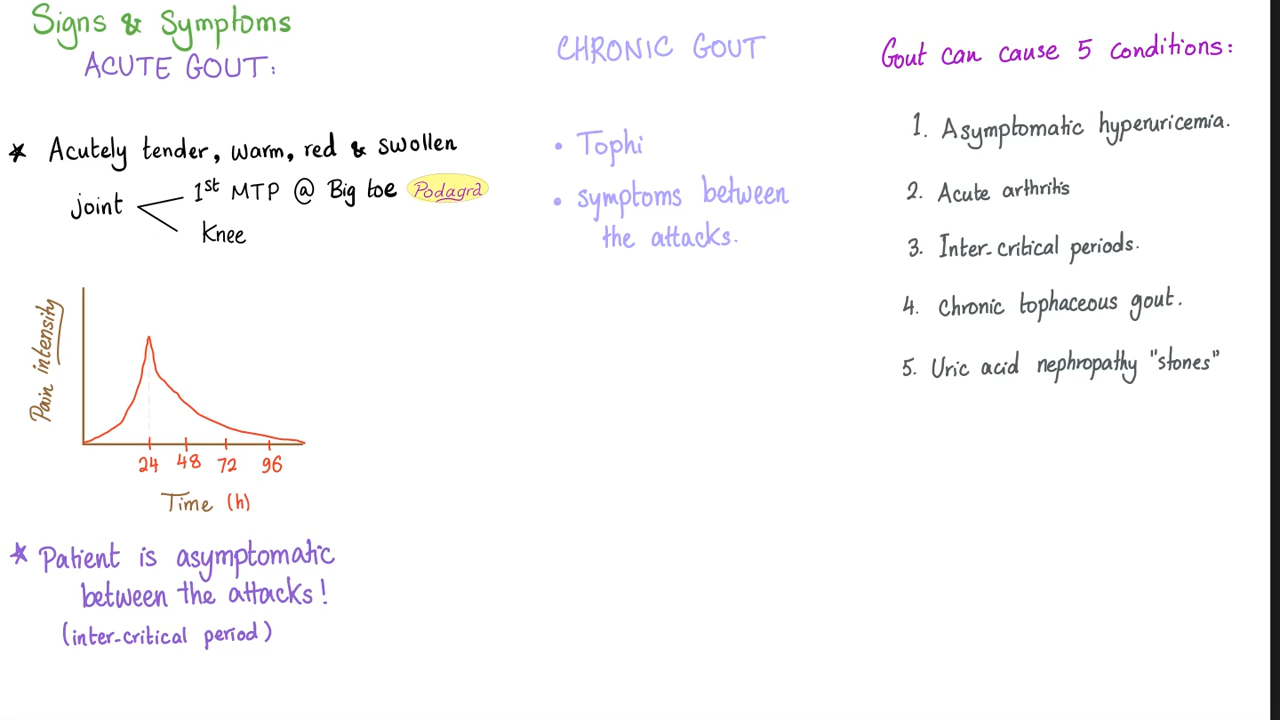 Signs & Symptoms
ACUTE GOUT:
* Acutely tender, warm, red & swollen
joint
1st MTP @ Big toe Podagra
Knee
Pain intensity
24 48 72 96
Time (h)
* Patient is asymptomatic
between the attacks!
(inter-critical period)
CHRONIC GOUT
• Tophi
• symptoms between
the attacks.
Gout can cause 5 conditions:
1. Asymptomatic hyperuricemia.
2. Acute arthritis
3. Inter-critical periods.
4. Chronic tophaceous gout.
5. Uric acid nephropathy "stones"